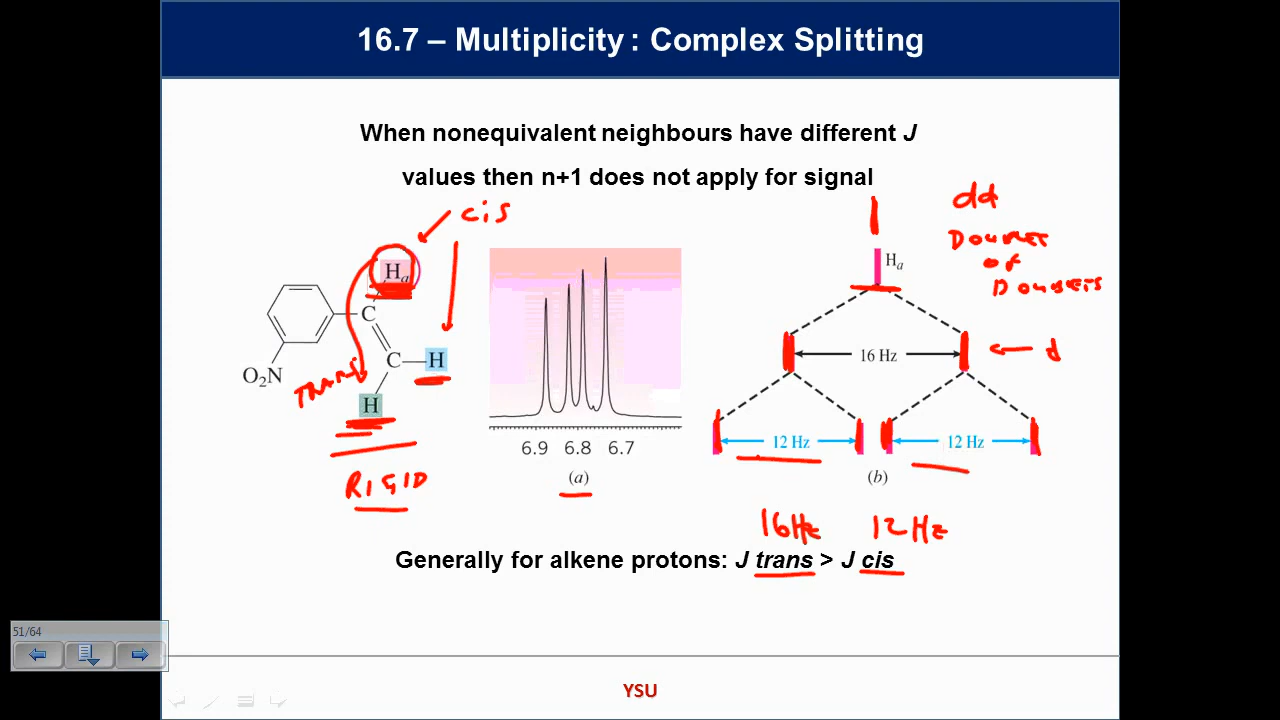 16.7 – Multiplicity : Complex Splitting
When nonequivalent neighbours have different J
values then n+1 does not apply for signal
cis
dd
Doublet
of
Doublets
Ha
Ha
C
16 Hz
d
C
H
O2N
TRANS
H
6.9 6.8 6.7
12 Hz
12 Hz
RIGID
(a)
(b)
16Hz
12Hz
Generally for alkene protons: J trans > J cis
51/64
YSU